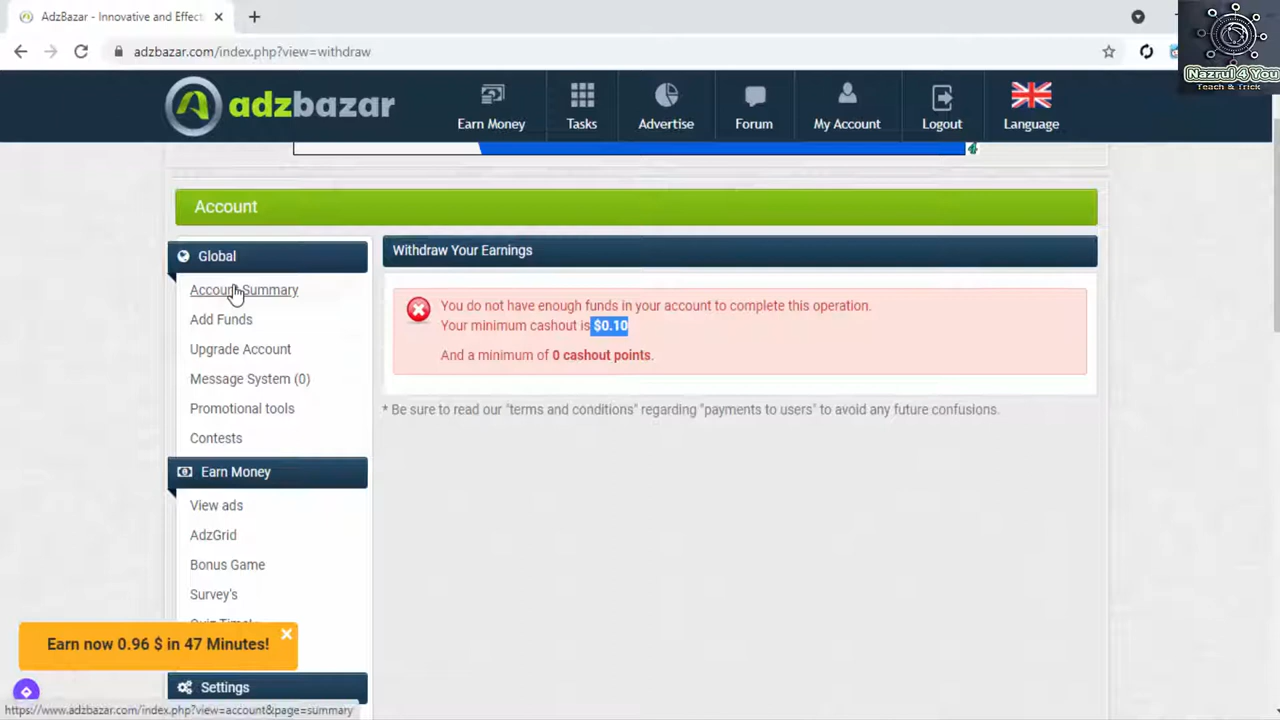 AdzBazar - Innovative and Effect
adzbazar.com/index.php?view=withdraw
Nazrul 4 You
Teach & Trick
adzbazar
Earn Money
Tasks
Advertise
Forum
My Account
Logout
Language
Account
Global
Account Summary
Add Funds
Upgrade Account
Message System (0)
Promotional tools
Contests
Earn Money
View ads
AdzGrid
Bonus Game
Survey's
Quiz Time!
Settings
Withdraw Your Earnings
You do not have enough funds in your account to complete this operation.
Your minimum cashout is $0.10
And a minimum of 0 cashout points.
* Be sure to read our "terms and conditions" regarding "payments to users" to avoid any future confusions.
Earn now 0.96 $ in 47 Minutes!
https://www.adzbazar.com/index.php?view=account&page=summary